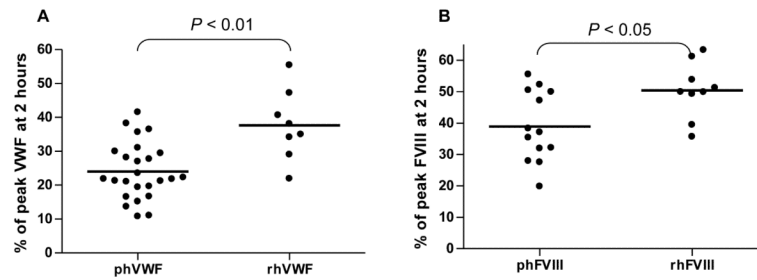 A
P < 0.01
% of peak VWF at 2 hours
60
50
40
30
20
10
0
phVWF
rhVWF
B
P < 0.05
% of peak FVIII at 2 hours
60
50
40
30
20
10
0
phFVIII
rhFVIII